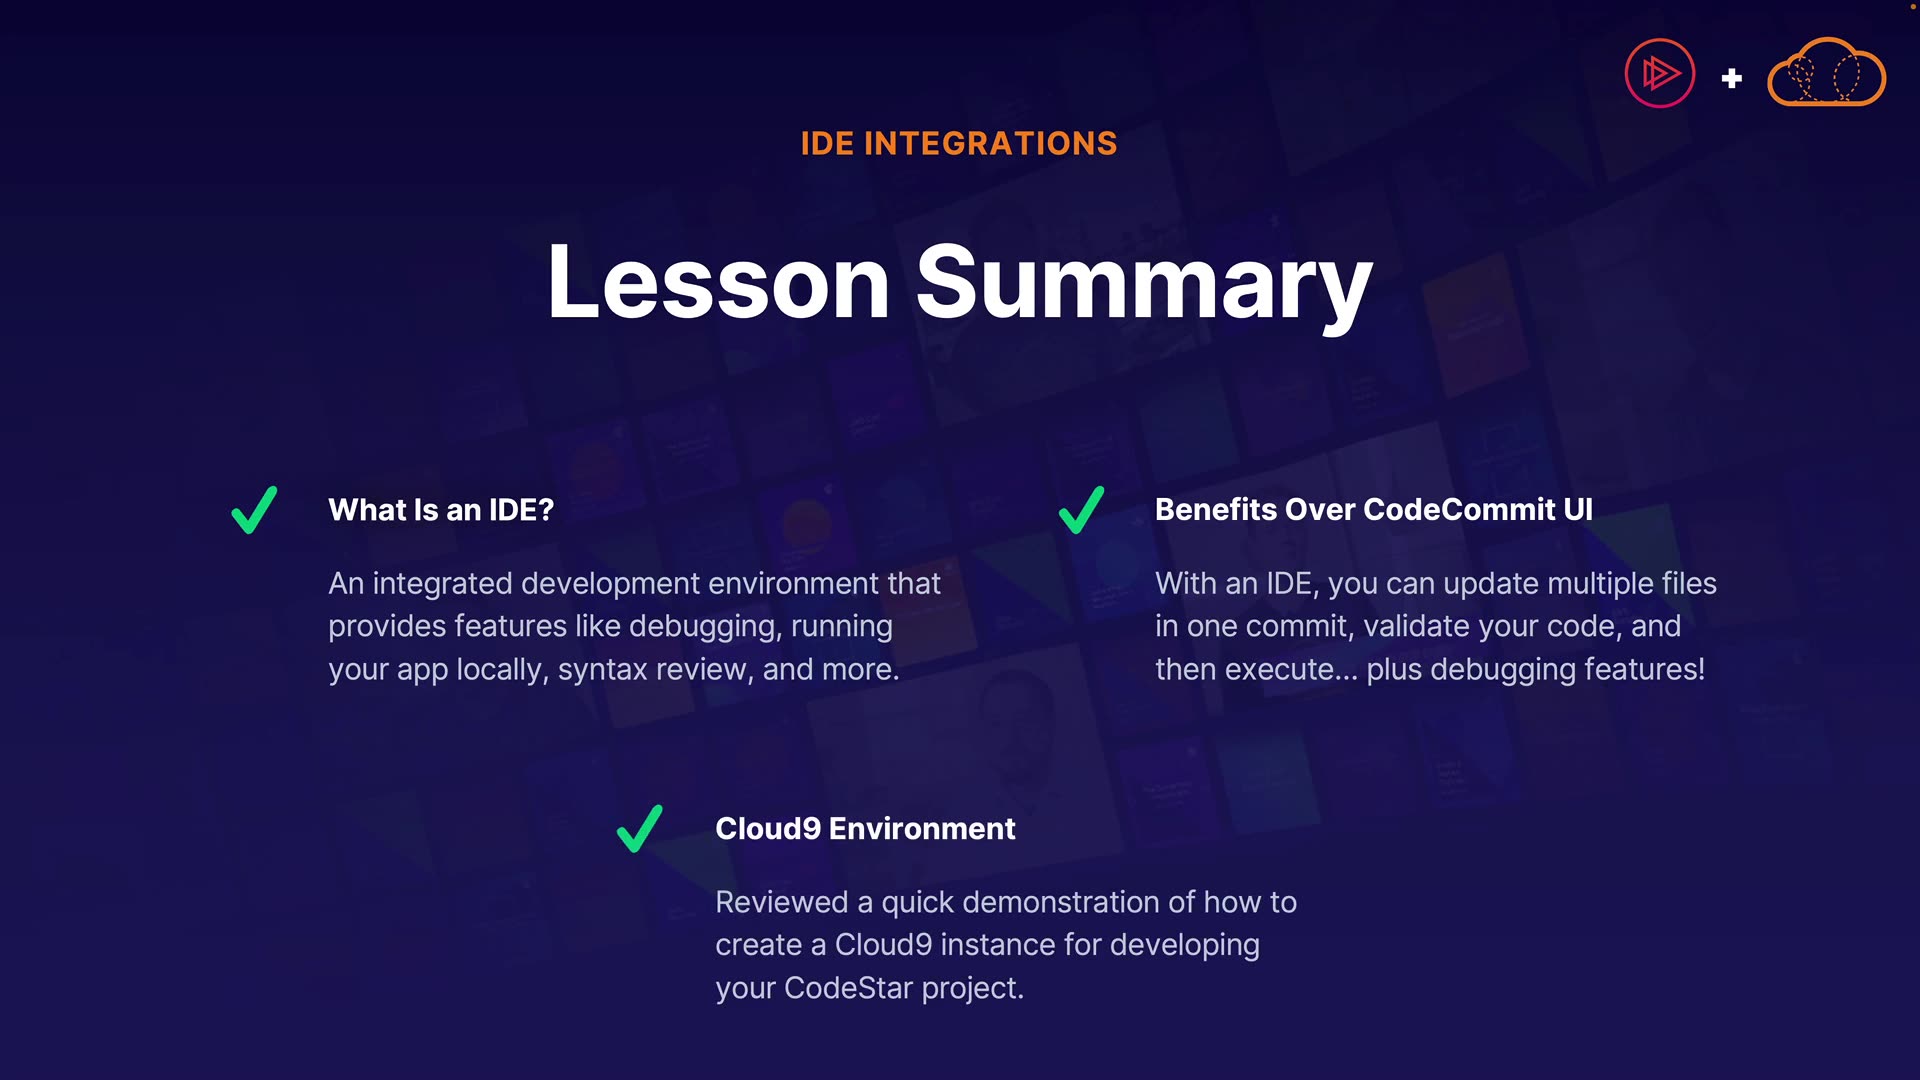 IDE INTEGRATIONS
Lesson Summary
What Is an IDE?
An integrated development environment that
provides features like debugging, running
your app locally, syntax review, and more.
Benefits Over CodeCommit UI
With an IDE, you can update multiple files
in one commit, validate your code, and
then execute... plus debugging features!
Cloud9 Environment
Reviewed a quick demonstration of how to
create a Cloud9 instance for developing
your CodeStar project.